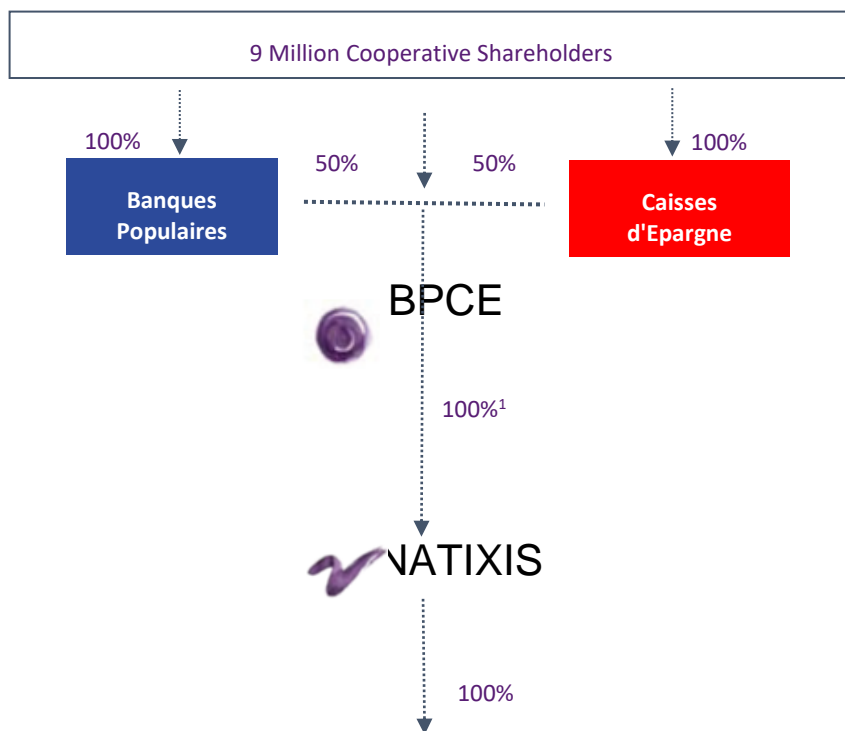 9 Million Cooperative Shareholders
100%
50%
50%
100%
Banques
Populaires
Caisses
d'Epargne
BPCE
100%¹
NATIXIS
100%